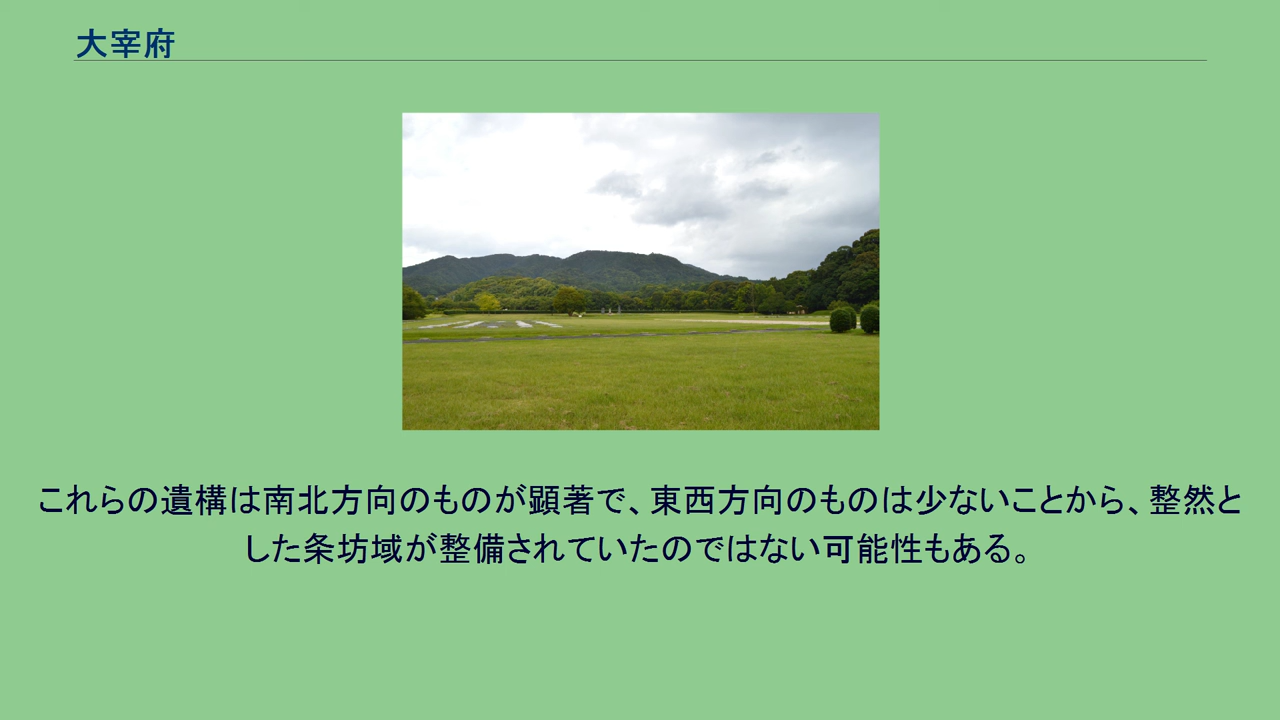 大宰府
これらの遺構は南北方向のものが顕著で、東西方向のものは少ないことから、整然と
した条坊域が整備されていたのではない可能性もある。